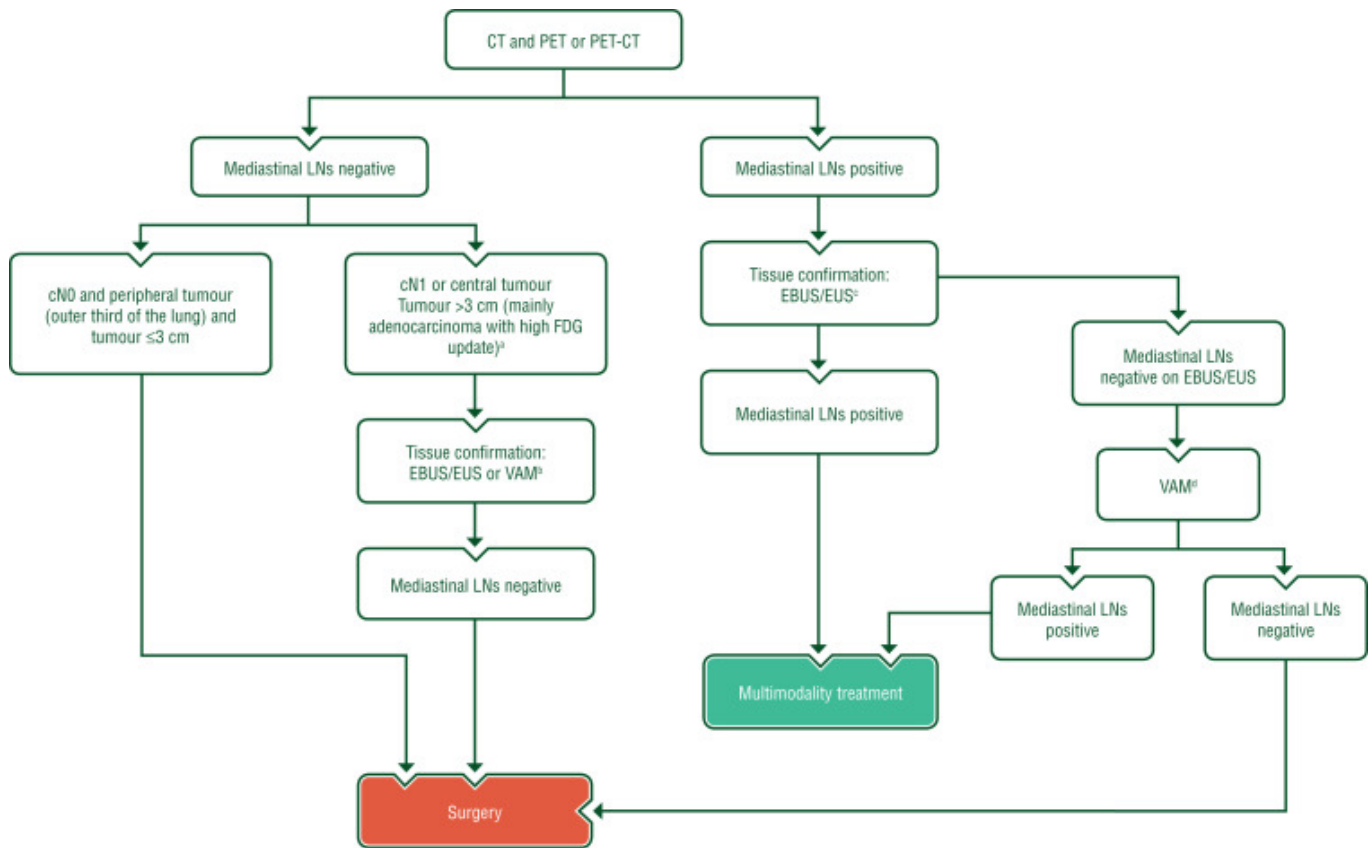 CT and PET or PET-CT
Mediastinal LNs negative
Mediastinal LNs positive
cN0 and peripheral tumour
(outer third of the lung) and
tumour ≤3 cm
cN1 or central tumour
Tumour >3 cm (mainly
adenocarcinoma with high FDG
update)ᵃ
Tissue confirmation:
EBUS/EUSᶜ
Mediastinal LNs
negative on EBUS/EUS
Mediastinal LNs positive
Tissue confirmation:
EBUS/EUS or VAMᵇ
VAMᵈ
Mediastinal LNs negative
Mediastinal LNs
positive
Mediastinal LNs
negative
Multimodality treatment
Surgery